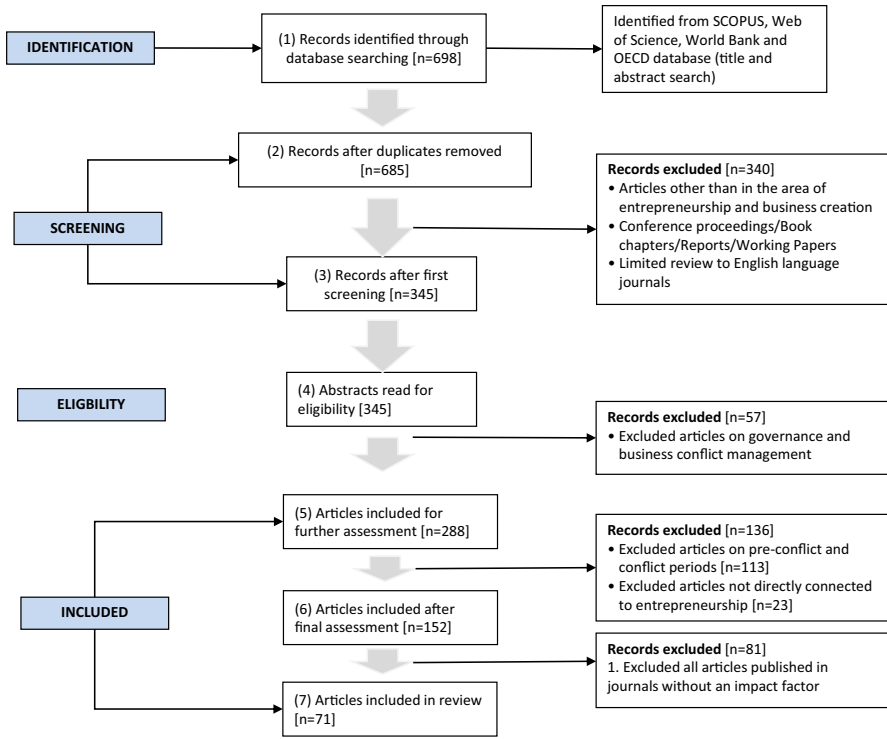 IDENTIFICATION
(1) Records identified through
database searching [n=698]
Identified from SCOPUS, Web
of Science, World Bank and
OECD database (title and
abstract search)
(2) Records after duplicates removed
[n=685]
SCREENING
Records excluded [n=340]
• Articles other than in the area of
entrepreneurship and business creation
• Conference proceedings/Book
chapters/Reports/Working Papers
• Limited review to English language
journals
(3) Records after first
screening [n=345]
ELIGBILITY
(4) Abstracts read for
eligibility [345]
Records excluded [n=57]
• Excluded articles on governance and
business conflict management
(5) Articles included for
further assessment [n=288]
Records excluded [n=136]
• Excluded articles on pre-conflict and
conflict periods [n=113]
• Excluded articles not directly connected
to entrepreneurship [n=23]
INCLUDED
(6) Articles included after
final assessment [n=152]
Records excluded [n=81]
1. Excluded all articles published in
journals without an impact factor
(7) Articles included in review
[n=71]